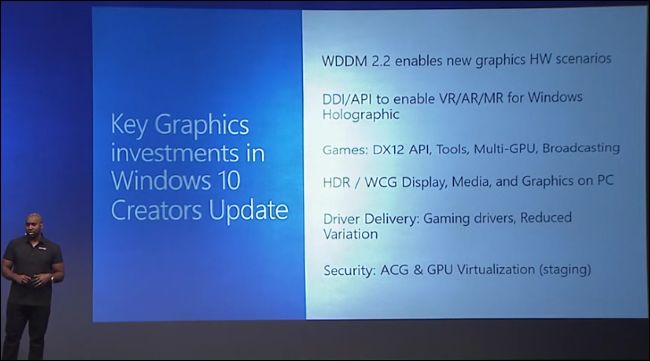 Key Graphics
investments in
Windows 10
Creators Update
WDDM 2.2 enables new graphics HW scenarios
DDI/API to enable VR/AR/MR for Windows
Holographic
Games: DX12 API, Tools, Multi-GPU, Broadcasting
HDR / WCG Display, Media, and Graphics on PC
Driver Delivery: Gaming drivers, Reduced
Variation
Security: ACG & GPU Virtualization (staging)